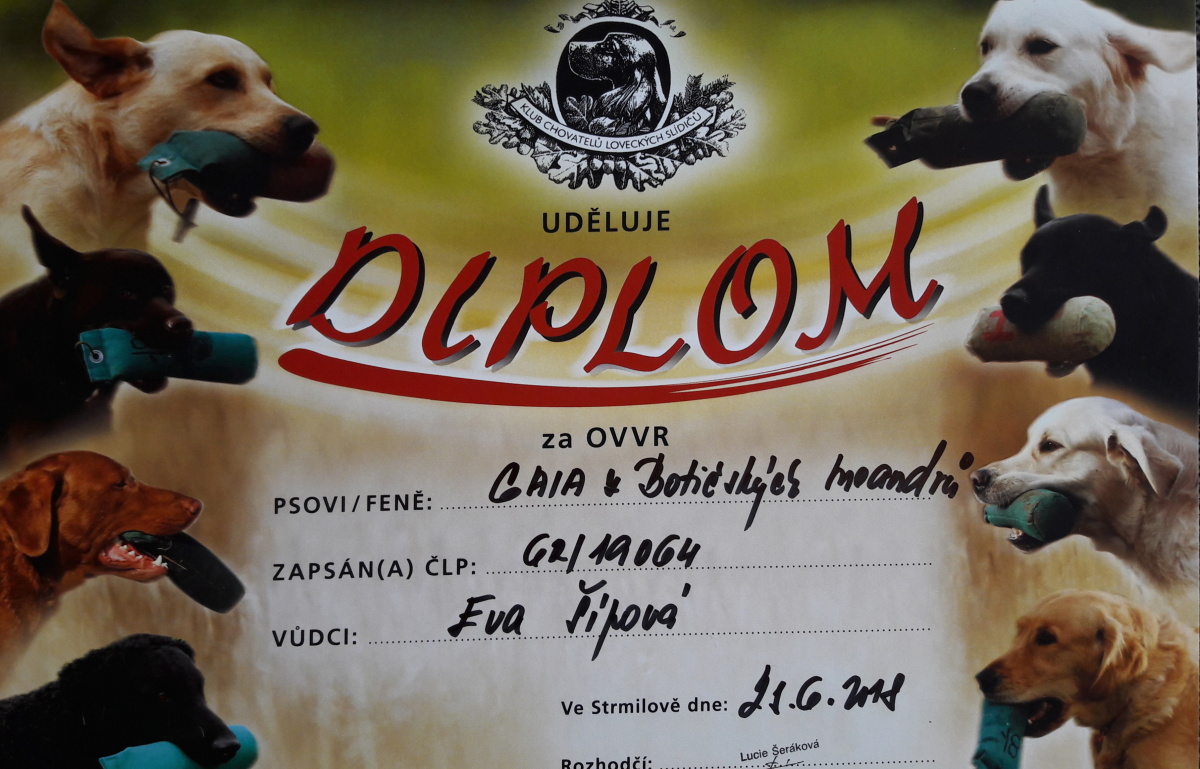 KLUB CHOVATELŮ LOVECKÝCH SLÍDIČŮ
UDĚLUJE
DIPLOM
za OVVR
PSOVI/FENĚ: GAIA z Botičských meandrů
ZAPSÁN(A) ČLP: G2/19064
VŮDCI: Eva Šípová
Ve Strmilově dne: 21.6.2018
Rozhodčí: Lucie Šeráková